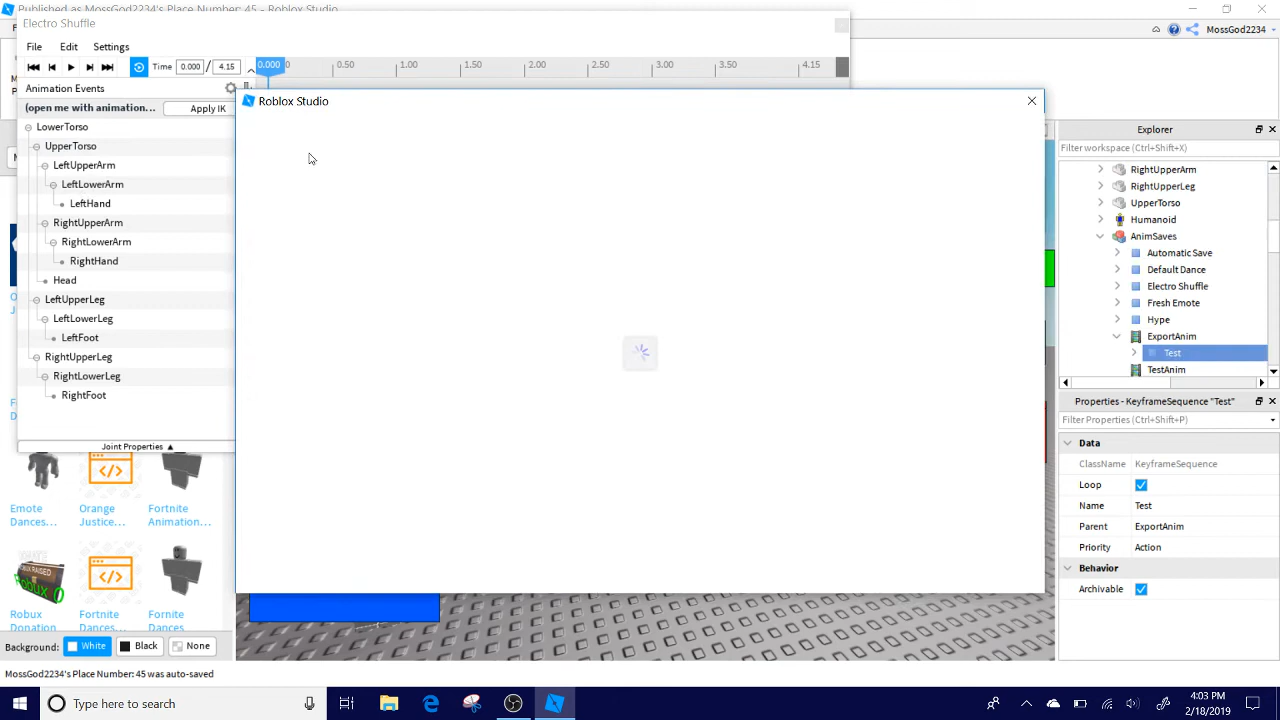 Published as MossGod2234's Place Number: 45 - Roblox Studio
Electro Shuffle
File Edit Settings
MossGod2234
Time 0.000 / 4.15
0.000 0.50 1.00 1.50 2.00 2.50 3.00 3.50 4.15
Animation Events
(open me with animation... Apply IK
LowerTorso
UpperTorso
LeftUpperArm
LeftLowerArm
LeftHand
RightUpperArm
RightLowerArm
RightHand
Head
LeftUpperLeg
LeftLowerLeg
LeftFoot
RightUpperLeg
RightLowerLeg
RightFoot
Joint Properties ▲
Roblox Studio
Explorer
Filter workspace (Ctrl+Shift+X)
RightUpperArm
RightUpperLeg
UpperTorso
Humanoid
AnimSaves
Automatic Save
Default Dance
Electro Shuffle
Fresh Emote
Hype
ExportAnim
Test
TestAnim
Properties - KeyframeSequence "Test"
Filter Properties (Ctrl+Shift+P)
Data
ClassName KeyframeSequence
Loop
Name Test
Parent ExportAnim
Priority Action
Behavior
Archivable
Emote Dances...
Orange Justice...
Fortnite Animation...
Robux Donation
Fortnite Dances
Fornite Dances
Background: White Black None
MossGod2234's Place Number: 45 was auto-saved
Type here to search
4:03 PM
2/18/2019